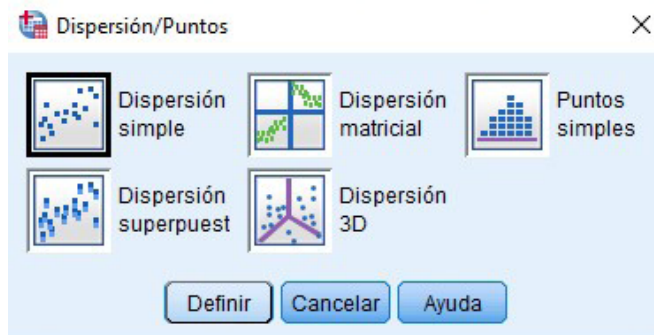 Dispersión/Puntos
Dispersión
simple
Dispersión
matricial
Puntos
simples
Dispersión
superpuest
Dispersión
3D
Definir
Cancelar
Ayuda